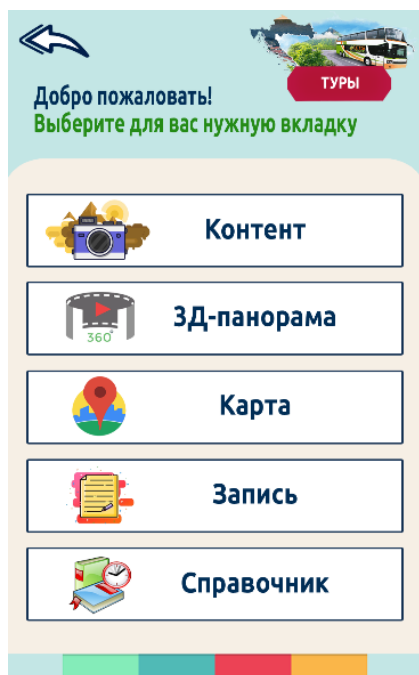 ТУРЫ
Добро пожаловать!
Выберите для вас нужную вкладку
Контент
360°
3Д-панорама
Карта
Запись
Справочник